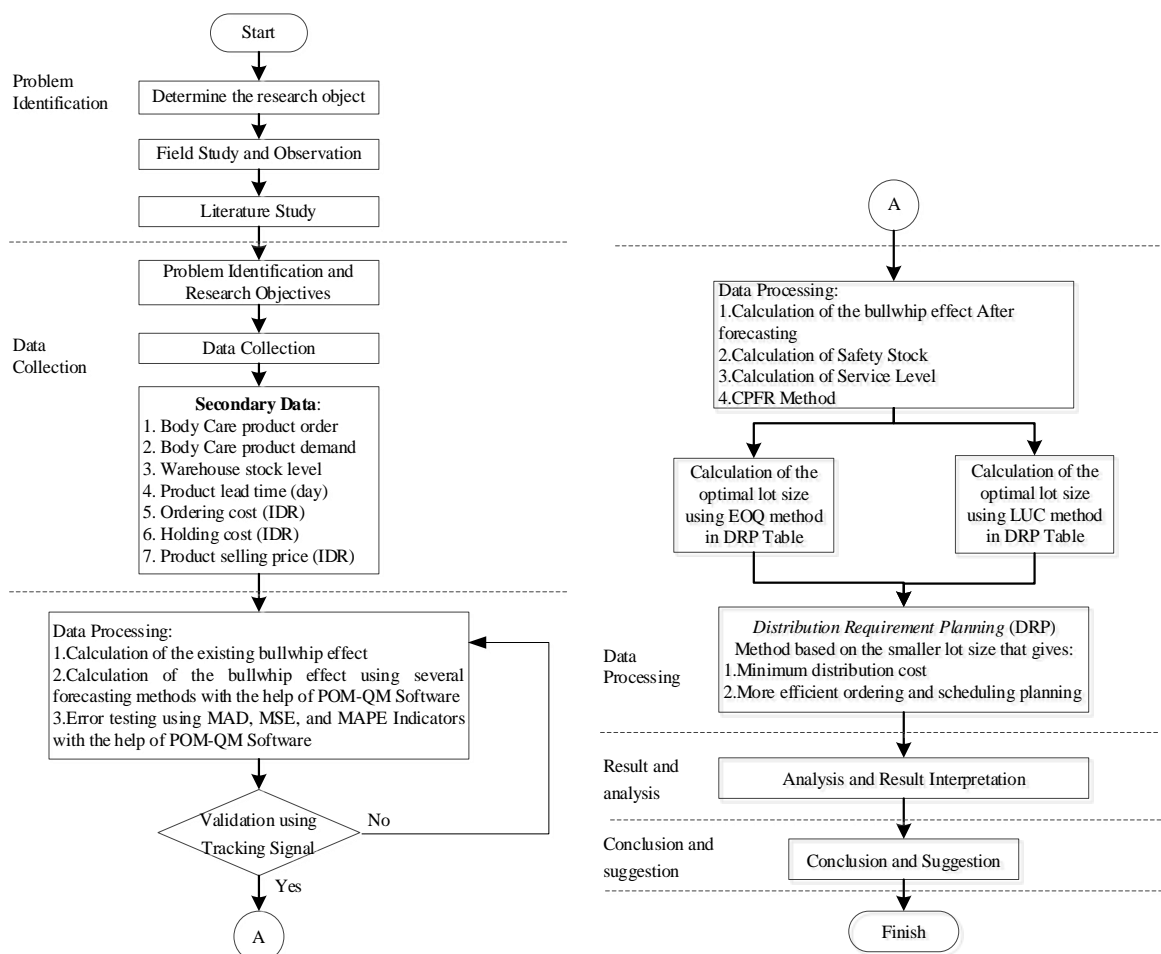 Start
Problem
Identification
Determine the research object
Field Study and Observation
Literature Study
Problem Identification and
Research Objectives
Data
Collection
Data Collection
Secondary Data:
1. Body Care product order
2. Body Care product demand
3. Warehouse stock level
4. Product lead time (day)
5. Ordering cost (IDR)
6. Holding cost (IDR)
7. Product selling price (IDR)
Data Processing:
1.Calculation of the existing bullwhip effect
2.Calculation of the bullwhip effect using several
forecasting methods with the help of POM-QM Software
3.Error testing using MAD, MSE, and MAPE Indicators
with the help of POM-QM Software
Validation using
Tracking Signal
No
Yes
A
A
Data Processing:
1.Calculation of the bullwhip effect After
forecasting
2.Calculation of Safety Stock
3.Calculation of Service Level
4.CPFR Method
Calculation of the
optimal lot size
using EOQ method
in DRP Table
Calculation of the
optimal lot size
using LUC method
in DRP Table
Data
Processing
Distribution Requirement Planning (DRP)
Method based on the smaller lot size that gives:
1.Minimum distribution cost
2.More efficient ordering and scheduling planning
Result and
analysis
Analysis and Result Interpretation
Conclusion and
suggestion
Conclusion and Suggestion
Finish